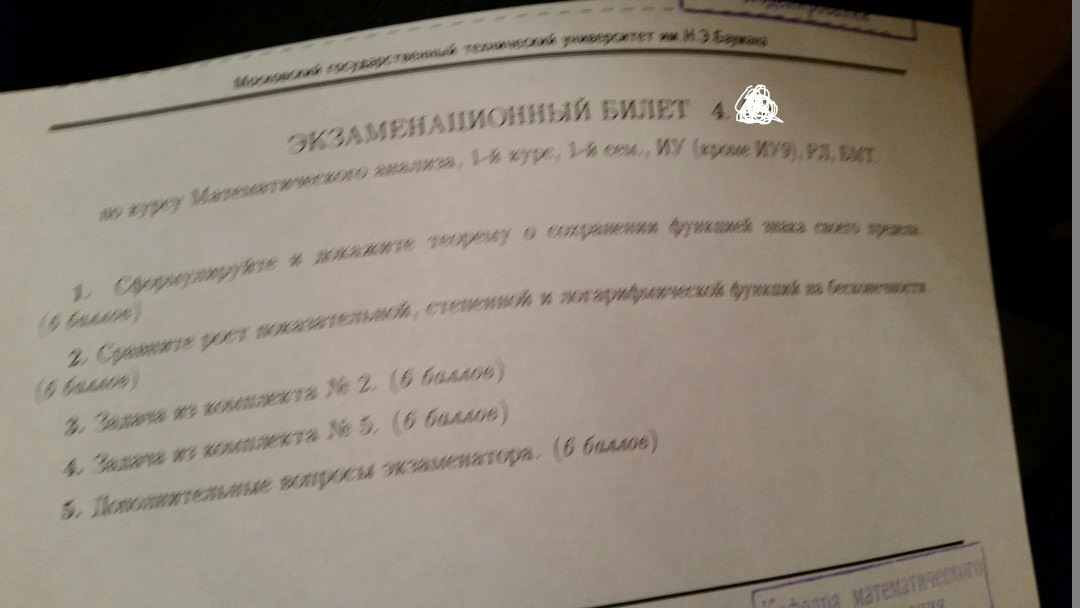 Московский государственный технический университет им.Н.Э.Баумана
ЭКЗАМЕНАЦИОННЫЙ БИЛЕТ 4.
по курсу Математического анализа, 1-й курс, 1-й сем., ИУ (кроме ИУ9), РЛ, БМТ.
1. Сформулируйте и докажите теорему о сохранении функцией знака своего предела.
(6 баллов)
2. Сравните рост показательной, степенной и логарифмической функций на бесконечности.
(6 баллов)
3. Задача из комплекта № 2. (6 баллов)
4. Задача из комплекта № 5. (6 баллов)
5. Дополнительные вопросы экзаменатора. (6 баллов)
Кафедра математического